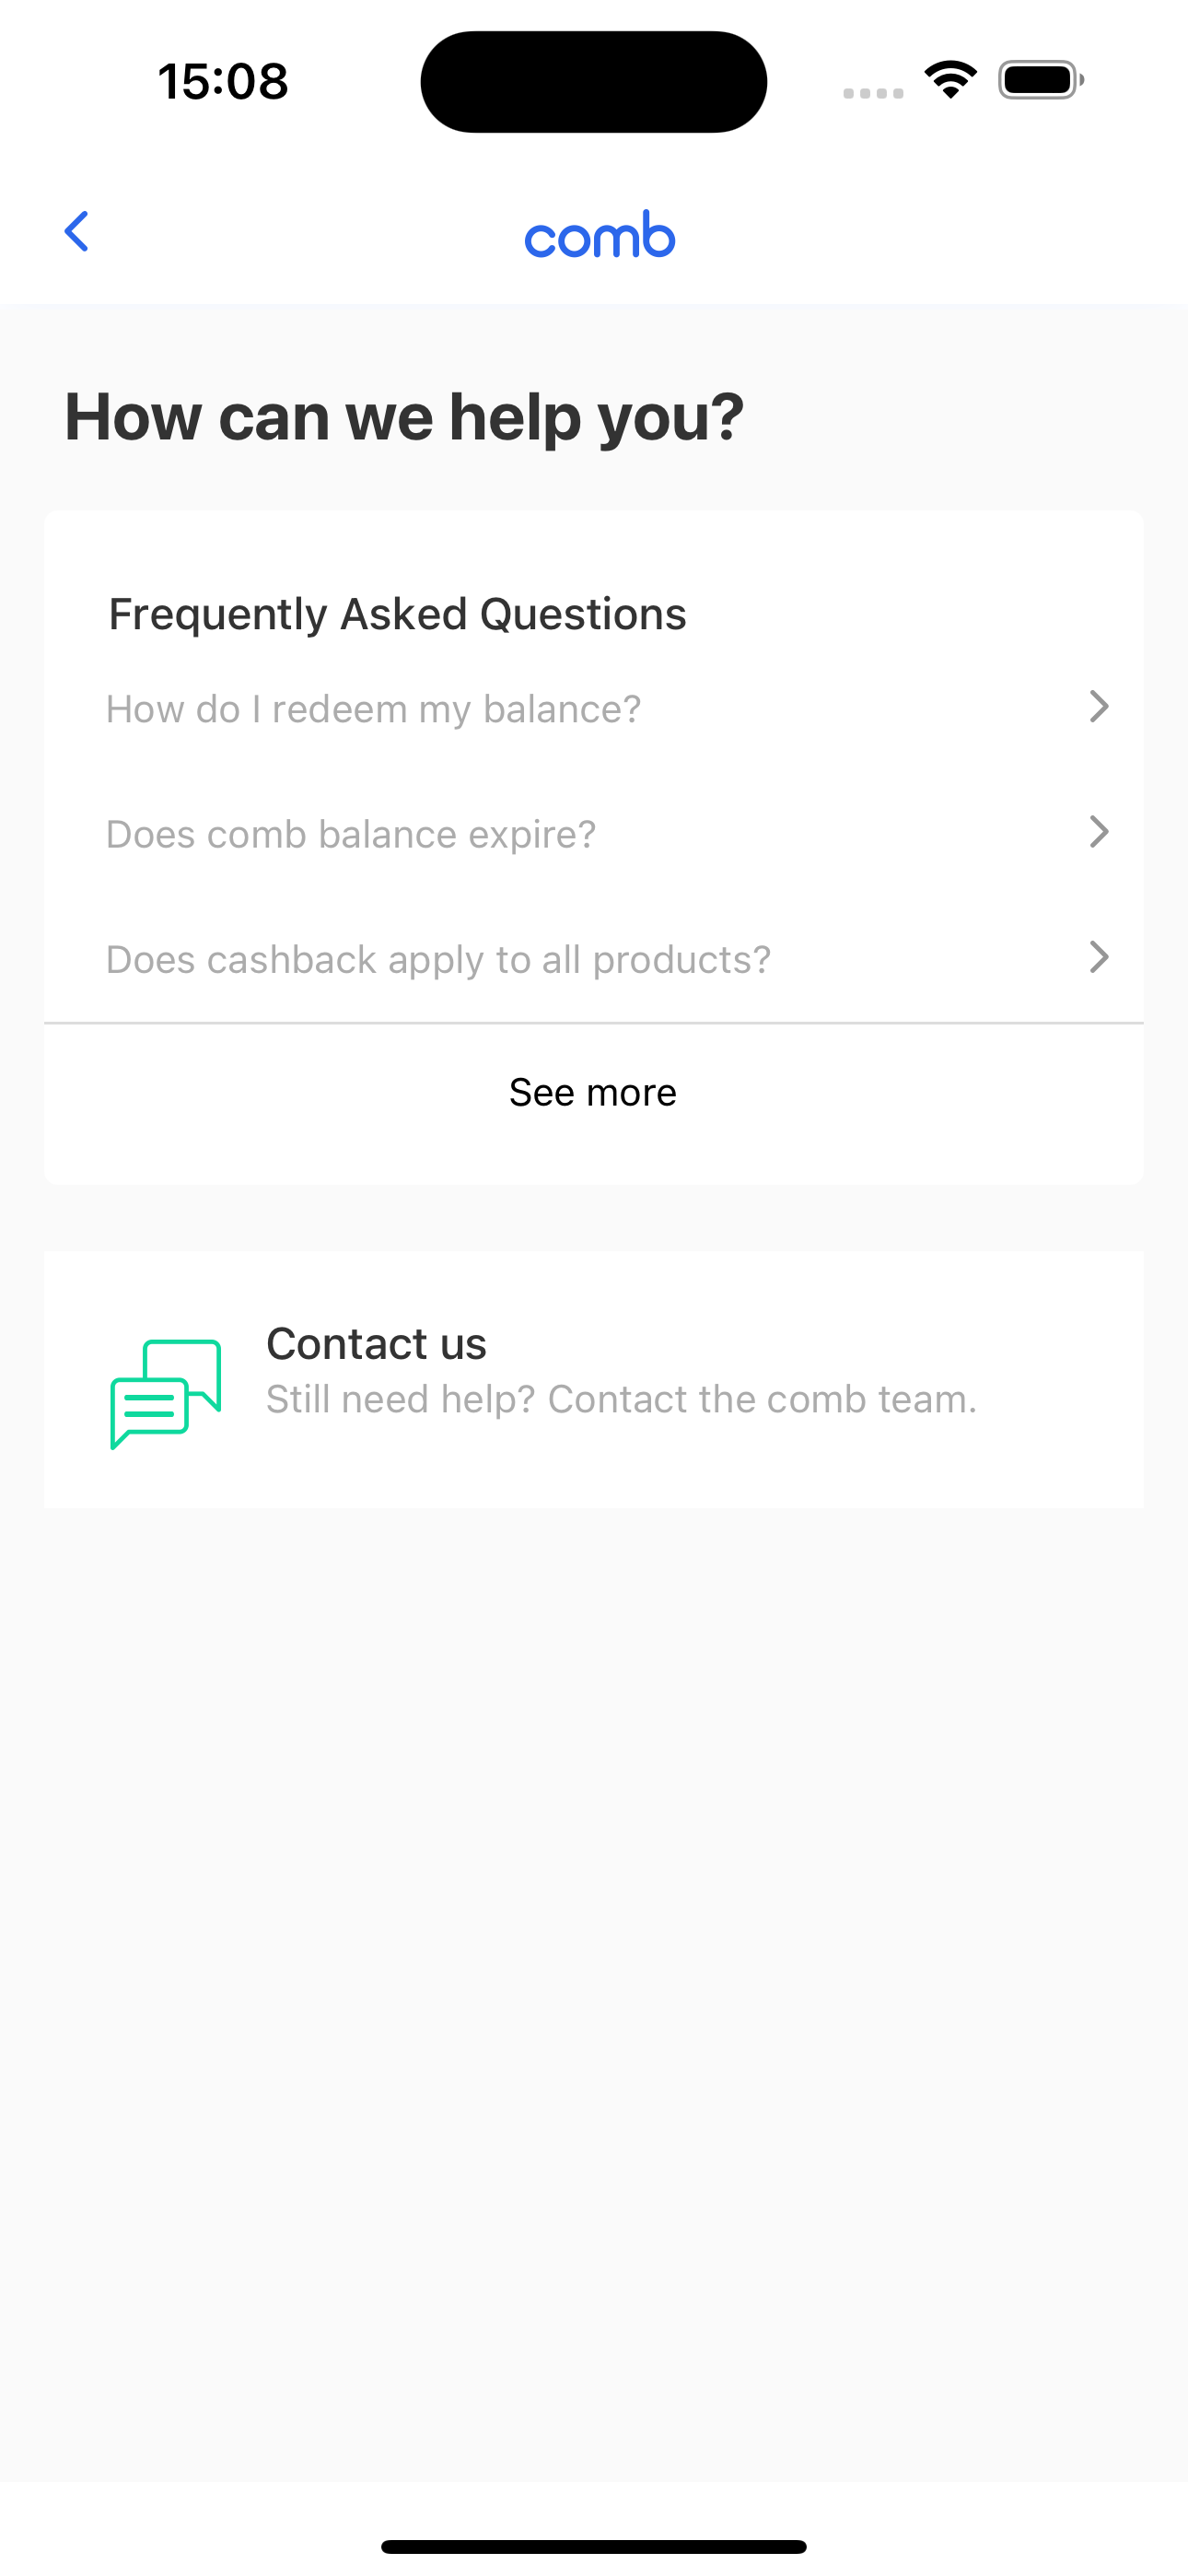 15:08
comb
How can we help you?
Frequently Asked Questions
How do I redeem my balance?
Does comb balance expire?
Does cashback apply to all products?
See more
Contact us
Still need help? Contact the comb team.